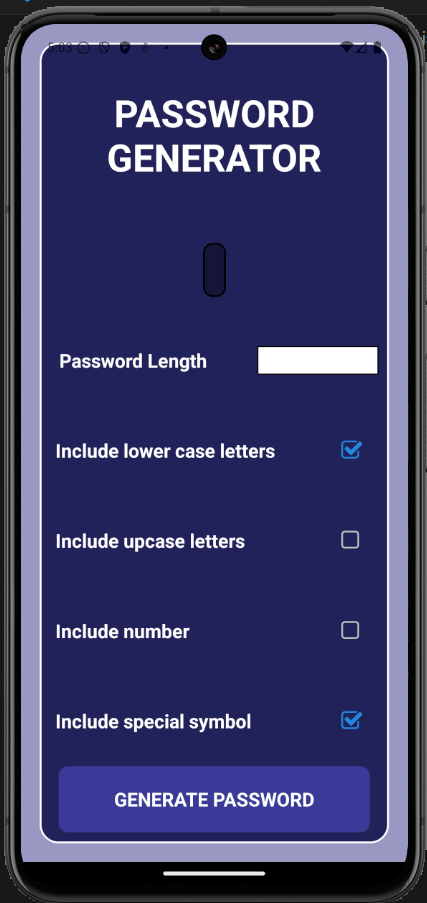 5:03
PASSWORD
GENERATOR
Password Length
Include lower case letters
Include upcase letters
Include number
Include special symbol
GENERATE PASSWORD